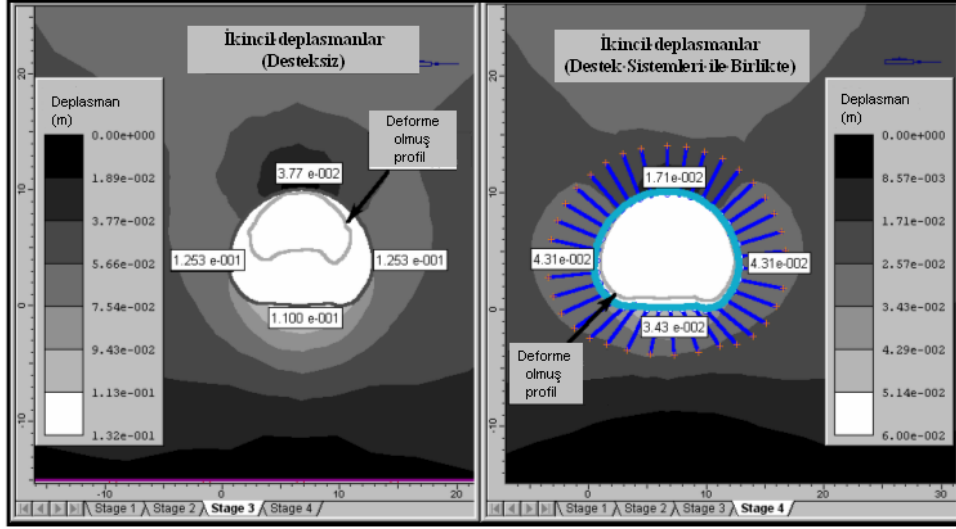 İkincil deplasmanlar
(Desteksiz)
Deplasman
(m)
0.00e+000
1.89e-002
3.77e-002
5.66e-002
7.54e-002
9.43e-002
1.13e-001
1.32e-001
Deforme
olmuş
profil
3.77 e-002
1.253 e-001
1.253 e-001
1.100 e-001
20
10
0
-10
-10
0
10
20
Stage 1
Stage 2
Stage 3
Stage 4
İkincil deplasmanlar
(Destek Sistemleri ile Birlikte)
Deplasman
(m)
0.00e+000
8.57e-003
1.71e-002
2.57e-002
3.43e-002
4.29e-002
5.14e-002
6.00e-002
1.71e-002
4.31e-002
4.31e-002
3.43 e-002
Deforme
olmuş
profil
20
10
0
-10
0
10
20
30
Stage 1
Stage 2
Stage 3
Stage 4